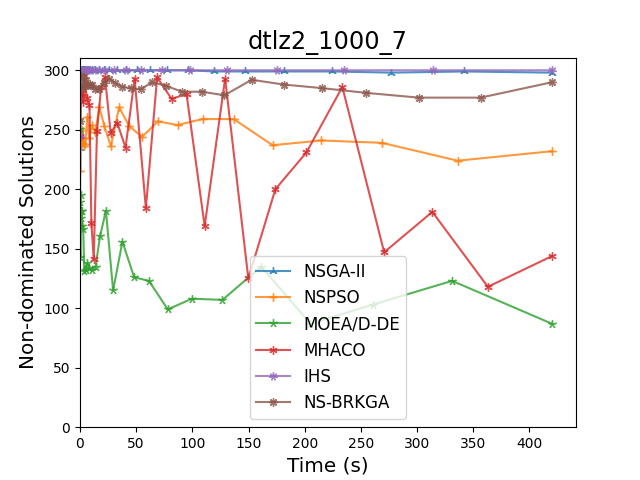 dtlz2_1000_7
Non-dominated Solutions
300
250
200
150
100
50
0
NSGA-II
NSPSO
MOEA/D-DE
MHACO
IHS
NS-BRKGA
0 50 100 150 200 250 300 350 400
Time (s)